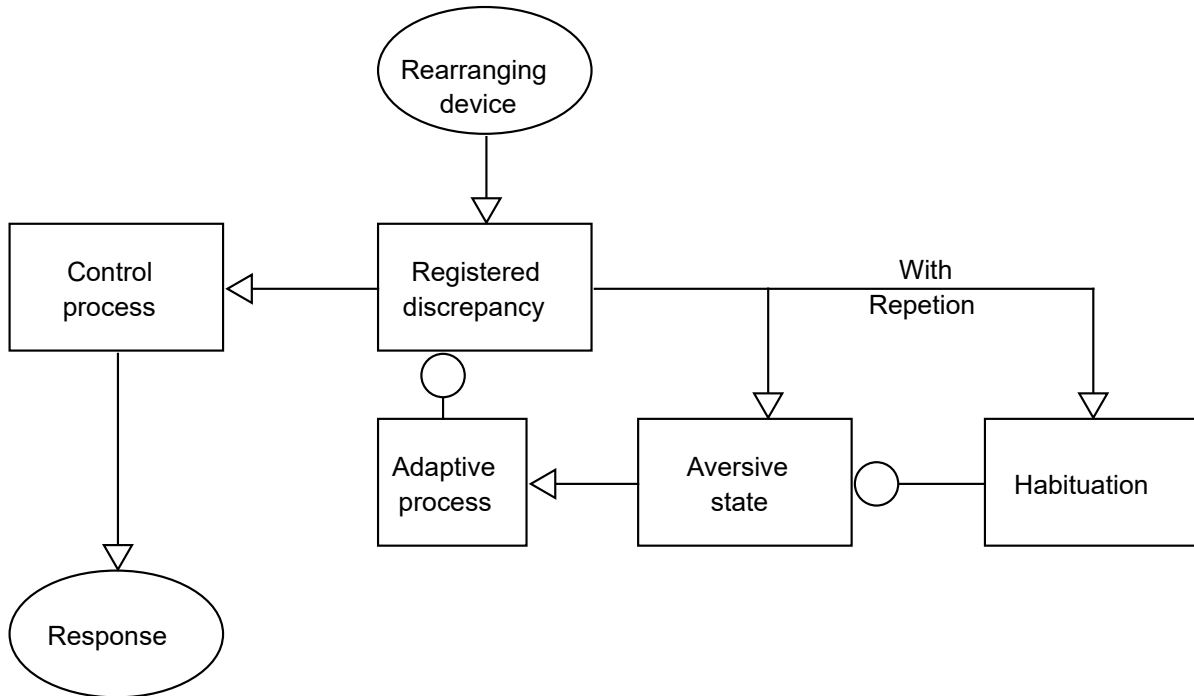 Rearranging
device
Control
process
Registered
discrepancy
With
Repetion
Adaptive
process
Aversive
state
Habituation
Response